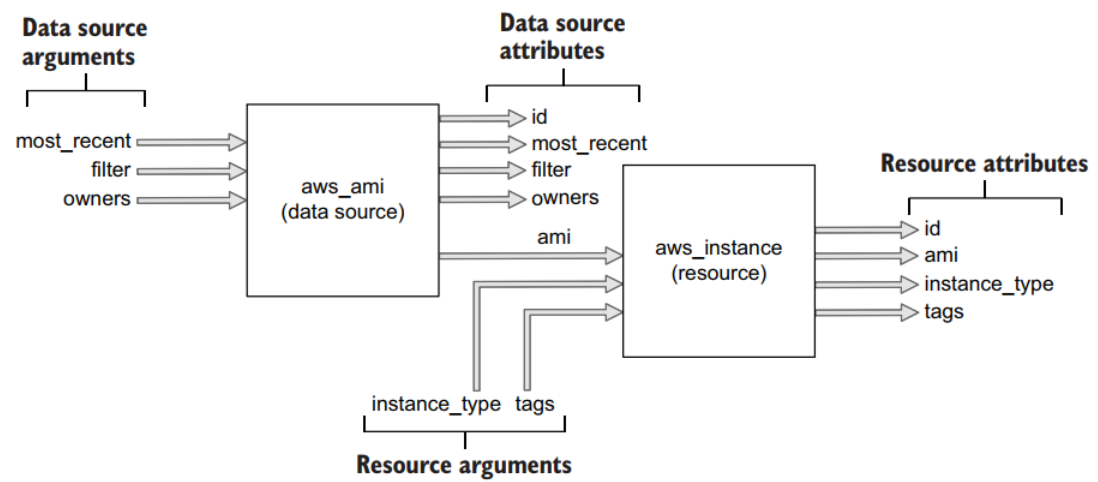 Data source
arguments
most_recent
filter
owners
aws_ami
(data source)
Data source
attributes
id
most_recent
filter
owners
ami
instance_type tags
Resource arguments
aws_instance
(resource)
Resource attributes
id
ami
instance_type
tags